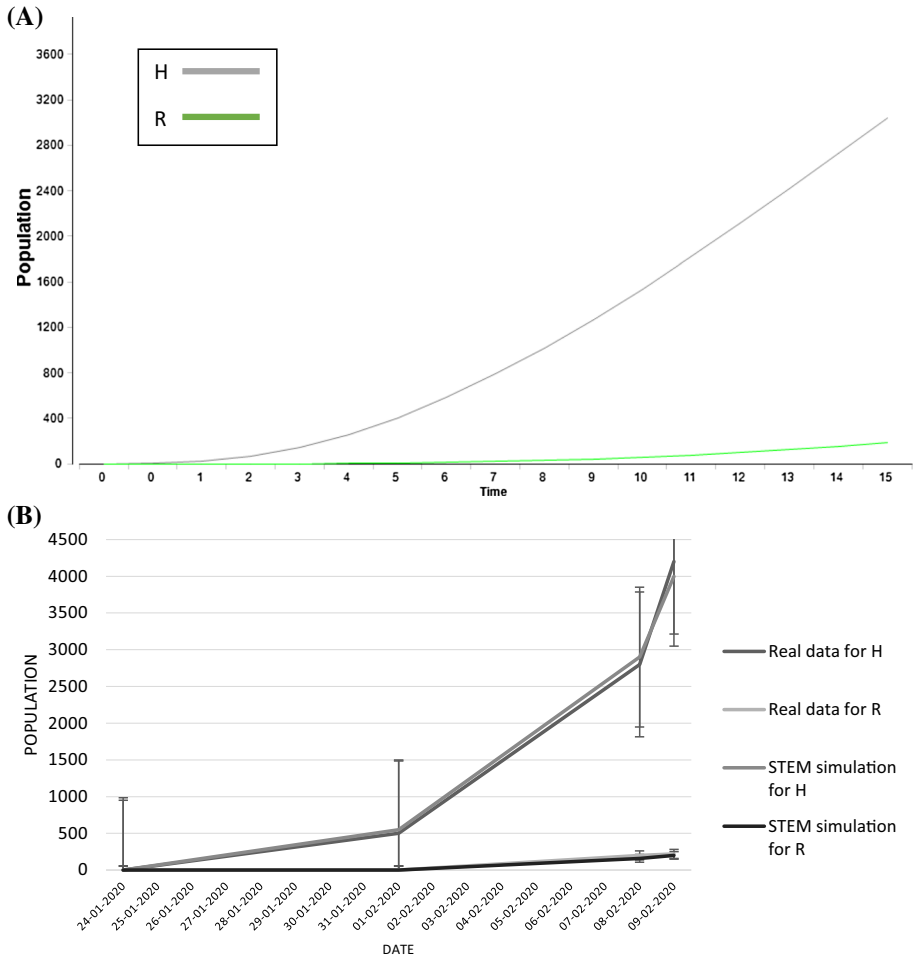 (A)
3600
3200
2800
2400
2000
1600
1200
800
400
0
Population
H
R
0 0 1 2 3 4 5 6 7 8 9 10 11 12 13 14 15
Time
(B)
4500
4000
3500
3000
2500
2000
1500
1000
500
0
POPULATION
24-01-2020
25-01-2020
26-01-2020
27-01-2020
28-01-2020
29-01-2020
30-01-2020
31-01-2020
01-02-2020
02-02-2020
03-02-2020
04-02-2020
05-02-2020
06-02-2020
07-02-2020
08-02-2020
09-02-2020
DATE
Real data for H
Real data for R
STEM simulation
for H
STEM simulation
for R